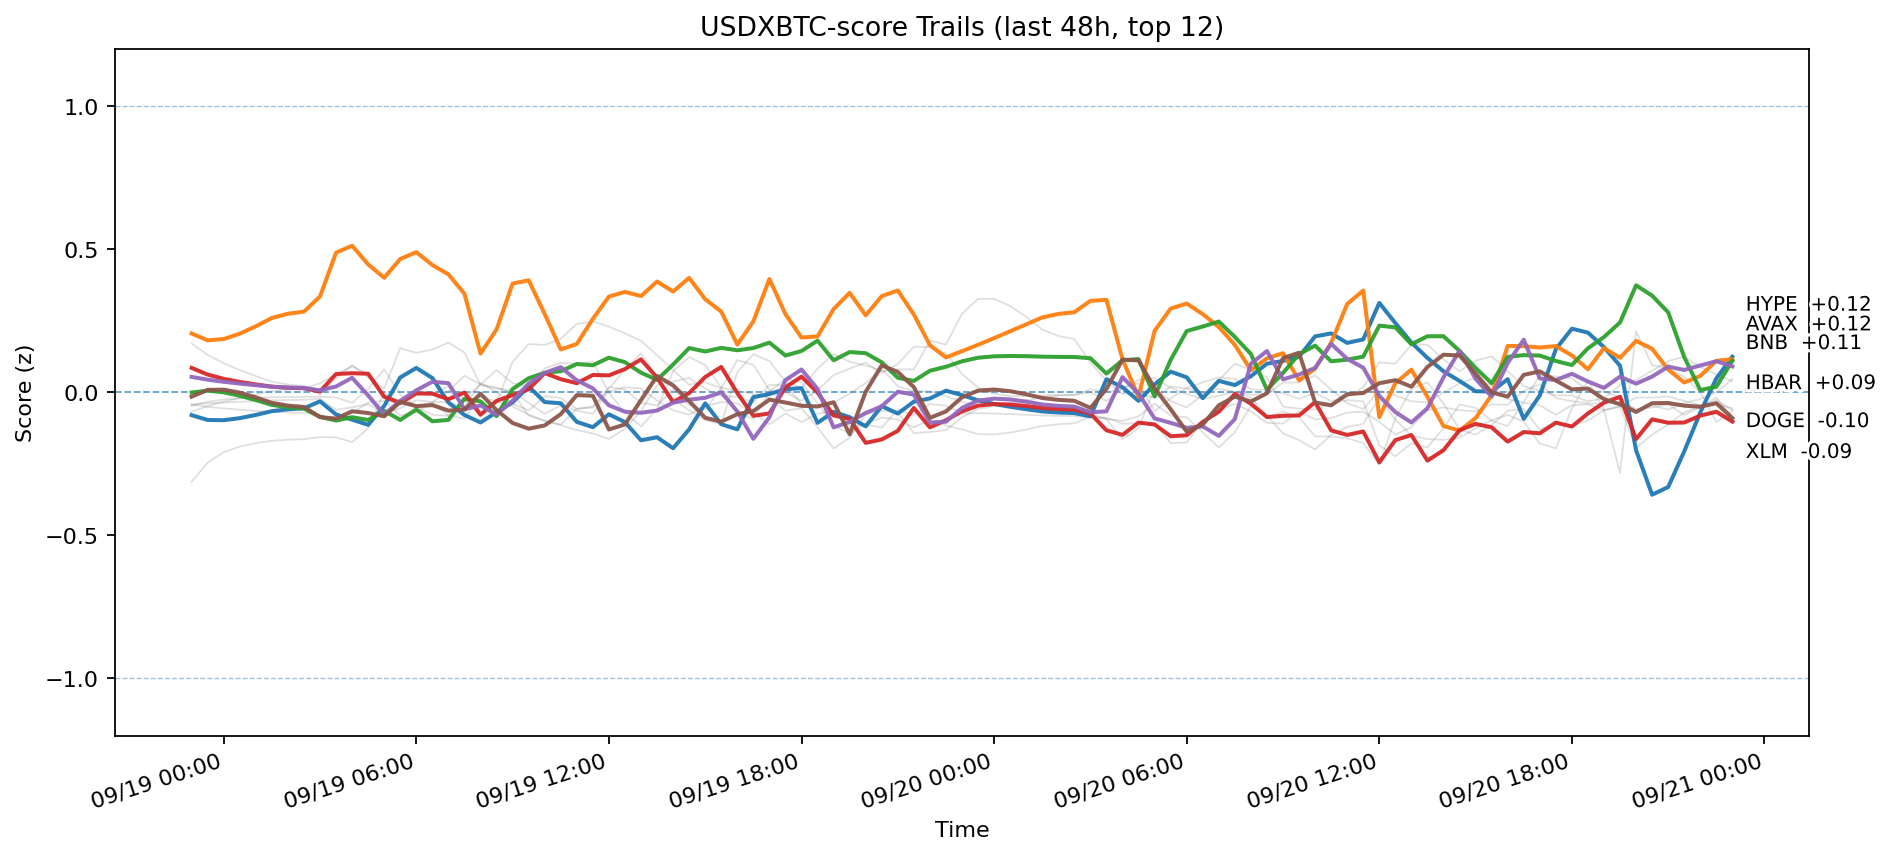 USDXBTC-score Trails (last 48h, top 12)
Score (z)
1.0
0.5
0.0
−0.5
−1.0
HYPE +0.12
AVAX +0.12
BNB +0.11
HBAR +0.09
DOGE -0.10
XLM -0.09
09/19 00:00
09/19 06:00
09/19 12:00
09/19 18:00
09/20 00:00
09/20 06:00
09/20 12:00
09/20 18:00
09/21 00:00
Time